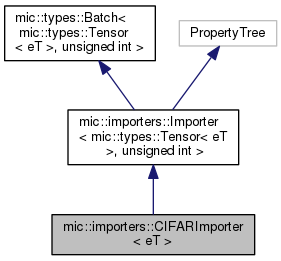 mic::types::Batch<
mic::types::Tensor
< eT >, unsigned int >
PropertyTree
mic::importers::Importer
< mic::types::Tensor< eT
>, unsigned int >
mic::importers::CIFARImporter
< eT >